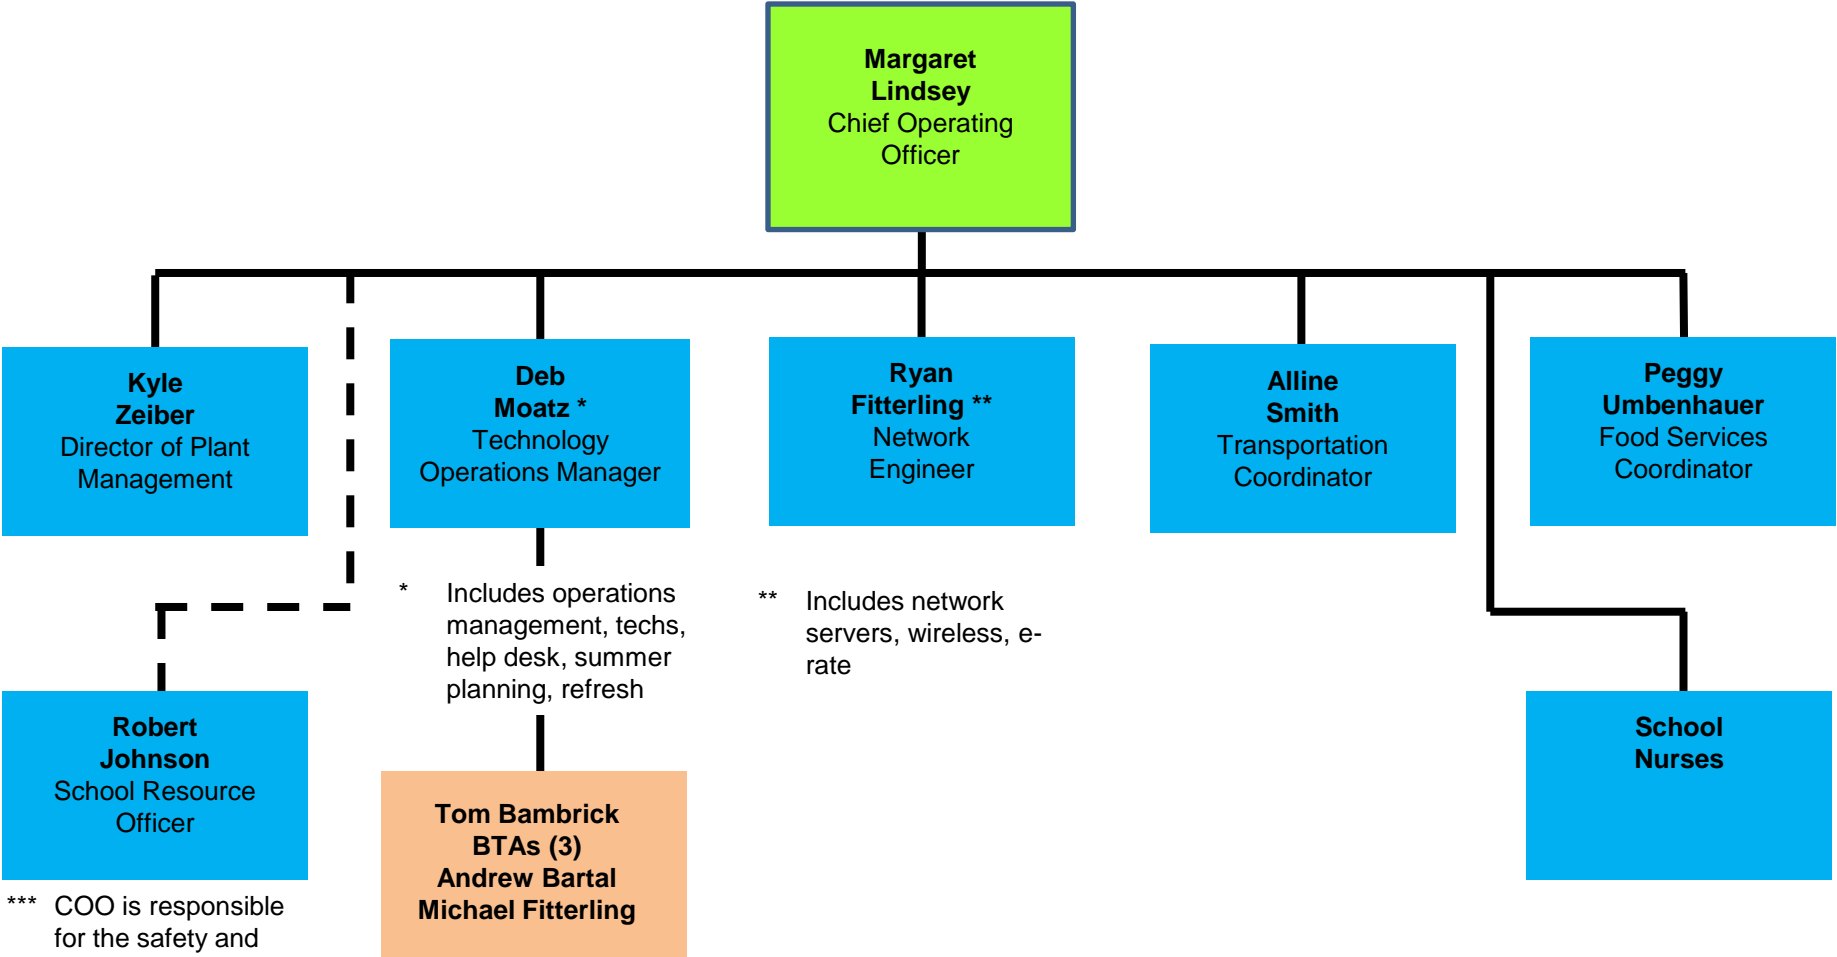 Margaret
Lindsey
Chief Operating
Officer
Kyle
Zeiber
Director of Plant
Management
Deb
Moatz *
Technology
Operations Manager
Ryan
Fitterling **
Network
Engineer
Alline
Smith
Transportation
Coordinator
Peggy
Umbenhauer
Food Services
Coordinator
* Includes operations
management, techs,
help desk, summer
planning, refresh
** Includes network
servers, wireless, e-
rate
Robert
Johnson
School Resource
Officer
School
Nurses
Tom Bambrick
BTAs (3)
Andrew Bartal
Michael Fitterling
*** COO is responsible
for the safety and